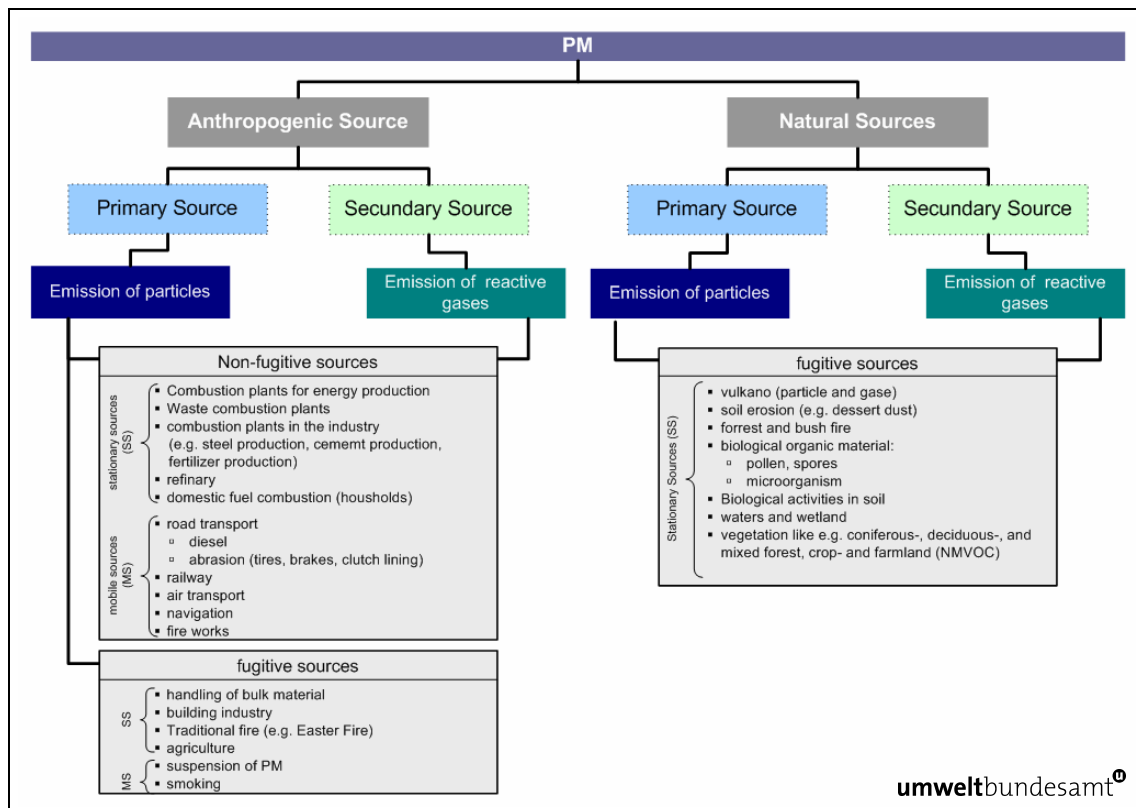 PM
Anthropogenic Source
Natural Sources
Primary Source
Secundary Source
Primary Source
Secundary Source
Emission of particles
Emission of reactive
gases
Emission of particles
Emission of reactive
gases
Non-fugitive sources
stationary sources
(SS)
▪ Combustion plants for energy production
▪ Waste combustion plants
▪ combustion plants in the industry
(e.g. steel production, cememt production,
fertilizer production)
▪ refinary
▪ domestic fuel combustion (housholds)
mobile sources
(MS)
▪ road transport
▫ diesel
▫ abrasion (tires, brakes, clutch lining)
▪ railway
▪ air transport
▪ navigation
▪ fire works
fugitive sources
SS
▪ handling of bulk material
▪ building industry
▪ Traditional fire (e.g. Easter Fire)
▪ agriculture
MS
▪ suspension of PM
▪ smoking
fugitive sources
Stationary Sources (SS)
▪ vulkano (particle and gase)
▪ soil erosion (e.g. dessert dust)
▪ forrest and bush fire
▪ biological organic material:
▫ pollen, spores
▫ microorganism
▪ Biological activities in soil
▪ waters and wetland
▪ vegetation like e.g. coniferous-, deciduous-, and
mixed forest, crop- and farmland (NMVOC)
umweltbundesamt u